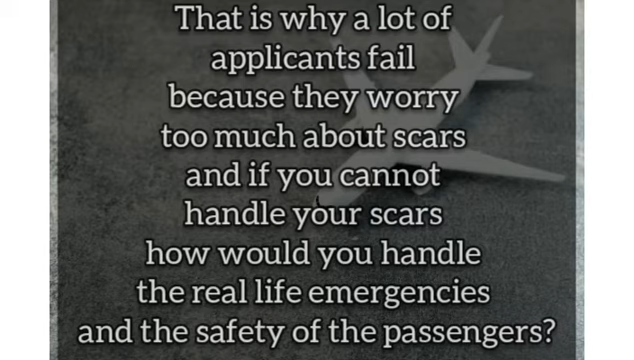 That is why a lot of
applicants fail
because they worry
too much about scars
and if you cannot
handle your scars
how would you handle
the real life emergencies
and the safety of the passengers?